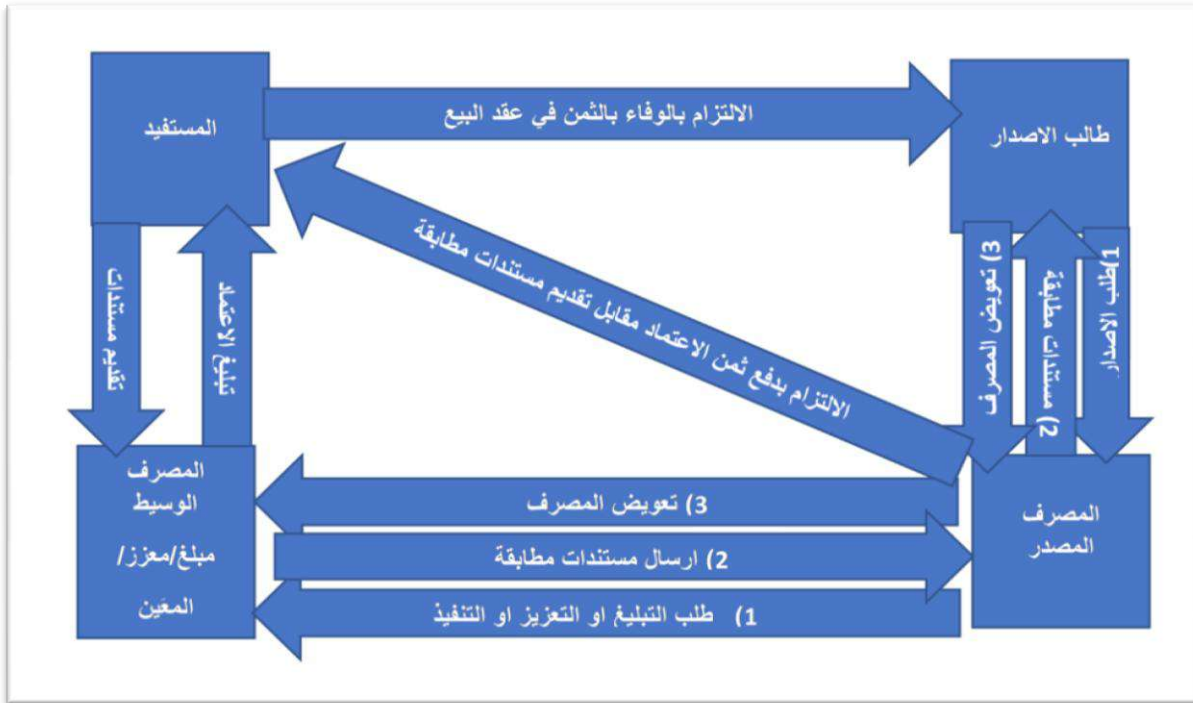 طالب الاصدار
الالتزام بالوفاء بالثمن في عقد البيع
المستفيد
1) طلب الاصدار
2) مستندات مطابقة
3) تعويض المصرف
الالتزام بدفع ثمن الاعتماد مقابل تقديم مستندات مطابقة
تبليغ الاعتماد
تقديم مستندات
المصرف
المصدر
3) تعويض المصرف
2) ارسال مستندات مطابقة
1) طلب التبليغ او التعزيز او التنفيذ
المصرف
الوسيط
مبلغ/معزز/
المعَين